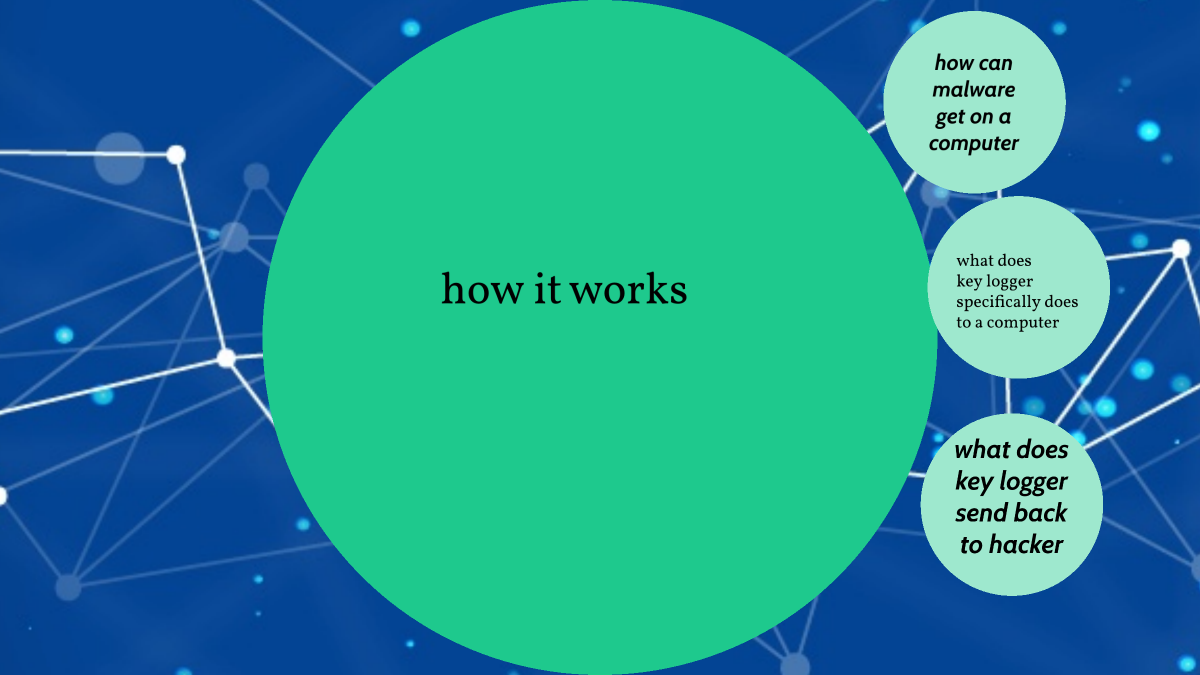 how it works
how can
malware
get on a
computer
what does
key logger
specifically does
to a computer
what does
key logger
send back
to hacker